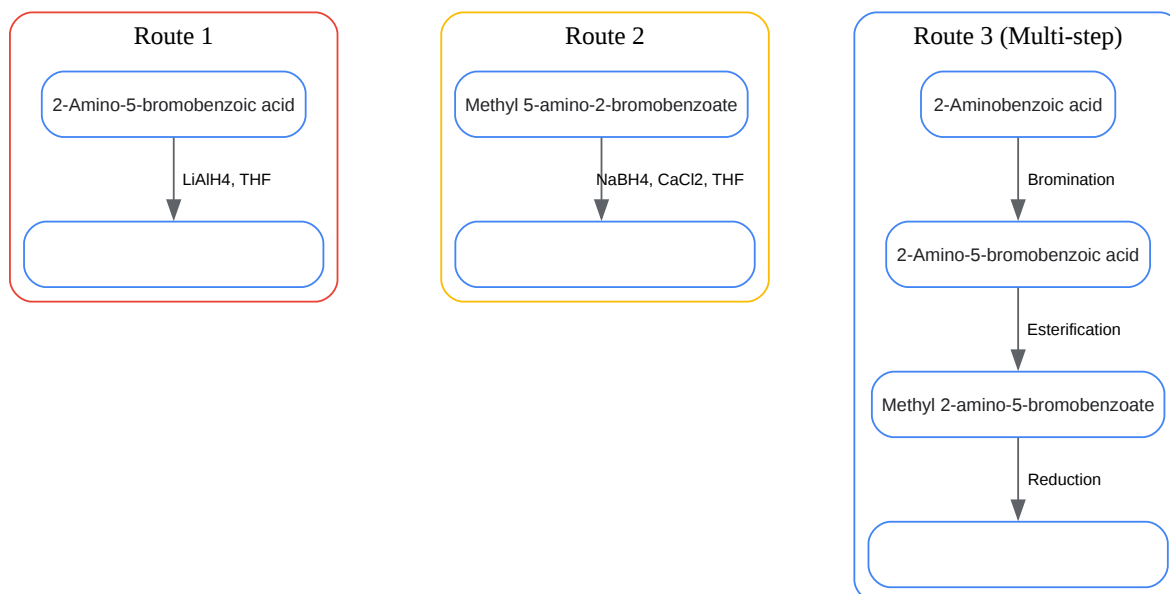 Route 1
2-Amino-5-bromobenzoic acid
LiAlH4, THF
Route 2
Methyl 5-amino-2-bromobenzoate
NaBH4, CaCl2, THF
Route 3 (Multi-step)
2-Aminobenzoic acid
Bromination
2-Amino-5-bromobenzoic acid
Esterification
Methyl 2-amino-5-bromobenzoate
Reduction